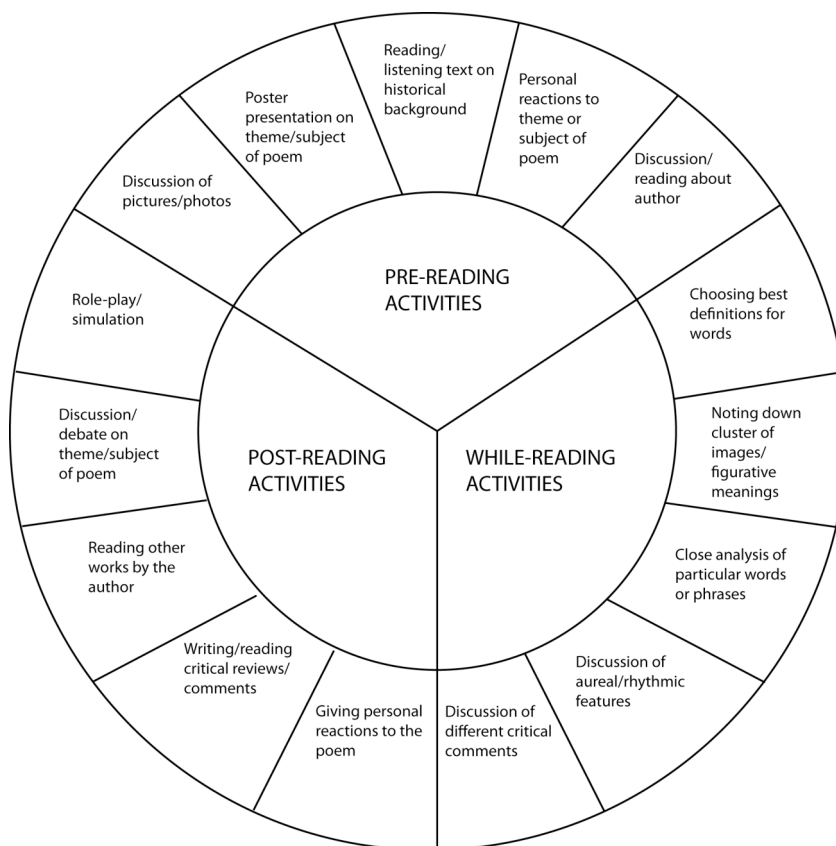 Reading/
listening text on
historical
background
Personal
reactions to
theme or
subject of
poem
Discussion/
reading about
author
Poster
presentation on
theme/subject
of poem
Discussion of
pictures/photos
PRE-READING
ACTIVITIES
Choosing best
definitions for
words
Noting down
cluster of
images/
figurative
meanings
Close analysis of
particular words
or phrases
Discussion of
aureal/rhythmic
features
Discussion of
different critical
comments
WHILE-READING
ACTIVITIES
Role-play/
simulation
Discussion/
debate on
theme/subject
of poem
Reading other
works by the
author
Writing/reading
critical reviews/
comments
Giving personal
reactions to the
poem
POST-READING
ACTIVITIES